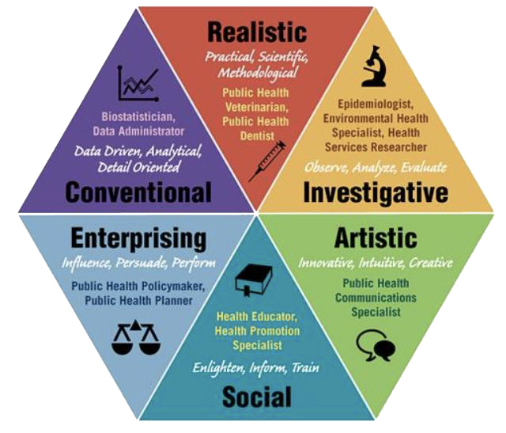 Realistic
Practical, Scientific,
Methodological
Public Health
Veterinarian,
Public Health
Dentist
Epidemiologist,
Environmental Health
Specialist, Health
Services Researcher
Observe, Analyze, Evaluate
Investigative
Biostatistician,
Data Administrator
Data Driven, Analytical,
Detail Oriented
Conventional
Enterprising
Influence, Persuade, Perform
Public Health Policymaker,
Public Health Planner
Artistic
Innovative, Intuitive, Creative
Public Health
Communications
Specialist
Health Educator,
Health Promotion
Specialist
Enlighten, Inform, Train
Social